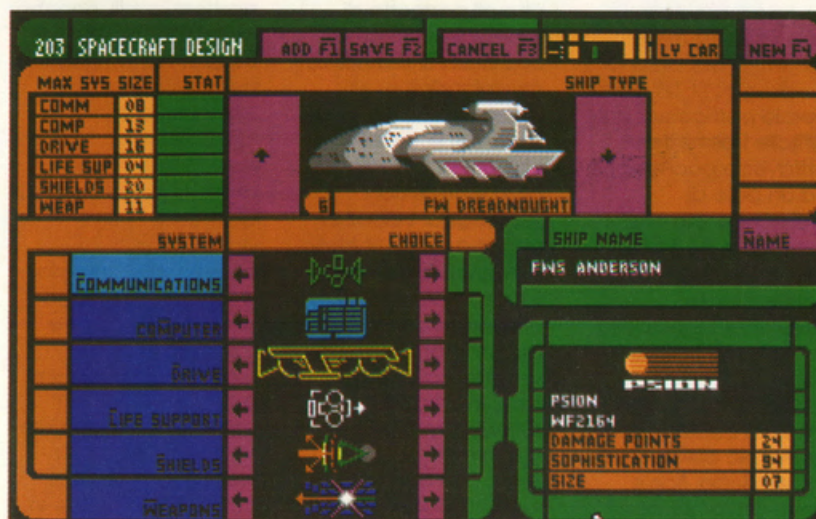 203 SPACECRAFT DESIGN ADD F1 SAVE F2 CANCEL F3 LY CAR NEW F4
MAX SYS SIZE STAT SHIP TYPE
COMM 08
COMP 13
DRIVE 16
LIFE SUP 04
SHIELDS 20
WEAP 11
6 FW DREADNOUGHT
SYSTEM CHOICE SHIP NAME NAME
COMMUNICATIONS
FWS ANDERSON
COMPUTER
DRIVE
LIFE SUPPORT
SHIELDS
WEAPONS
PSION
PSION
WF2164
DAMAGE POINTS 24
SOPHISTICATION 94
SIZE 07